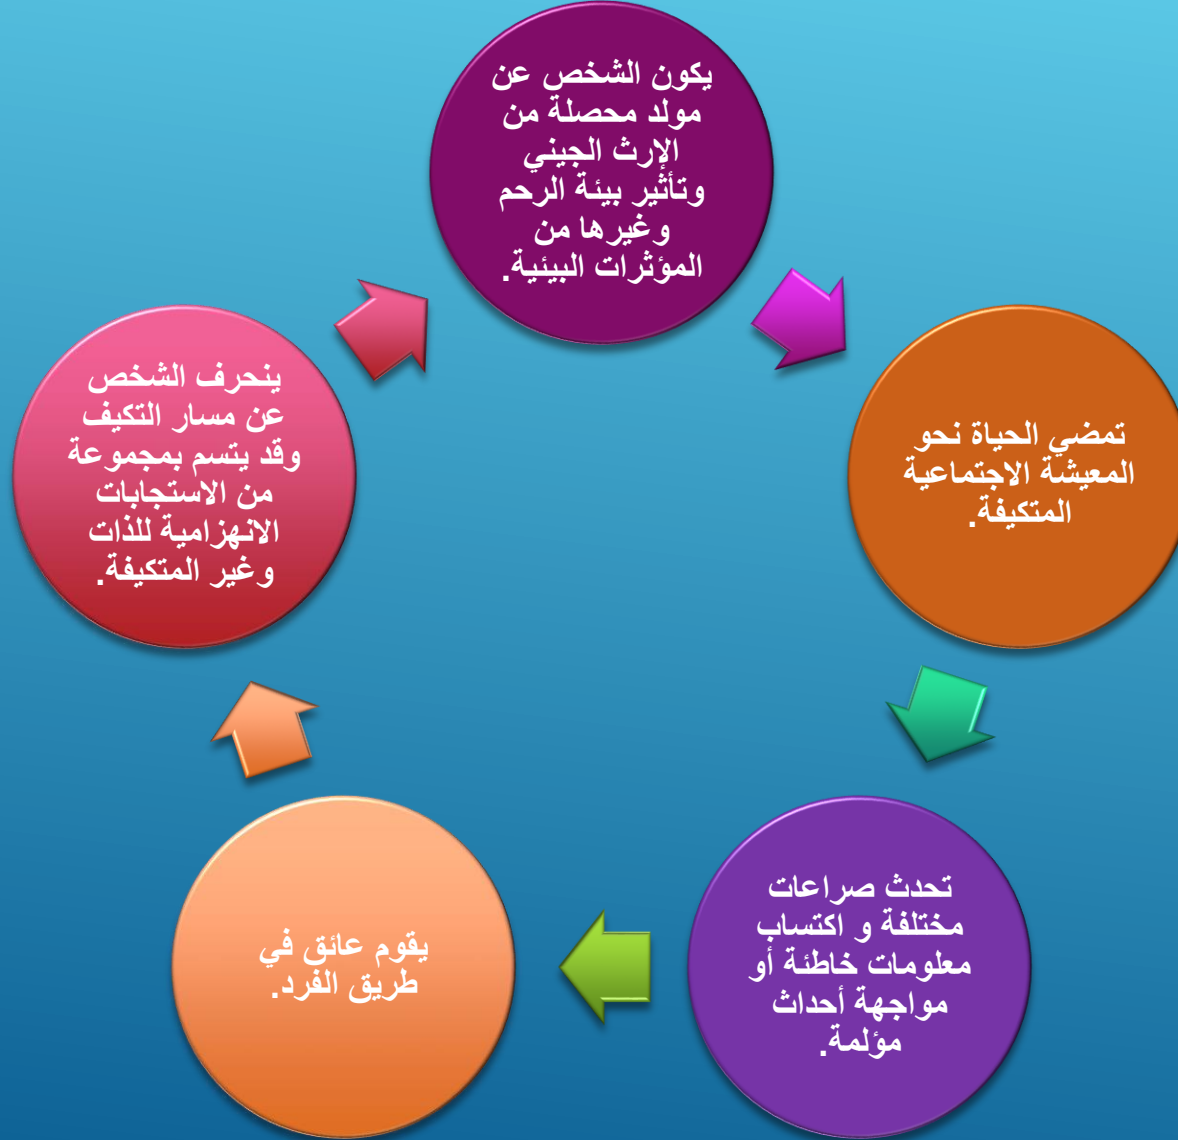 يكون الشخص عن
مولد محصلة من
الإرث الجيني
وتأثير بيئة الرحم
وغيرها من
المؤثرات البيئية.
تمضي الحياة نحو
المعيشة الاجتماعية
المتكيفة.
تحدث صراعات
مختلفة و اكتساب
معلومات خاطئة أو
مواجهة أحداث
مؤلمة.
يقوم عائق في
طريق الفرد.
ينحرف الشخص
عن مسار التكيف
وقد يتسم بمجموعة
من الاستجابات
الانهزامية للذات
وغير المتكيفة.